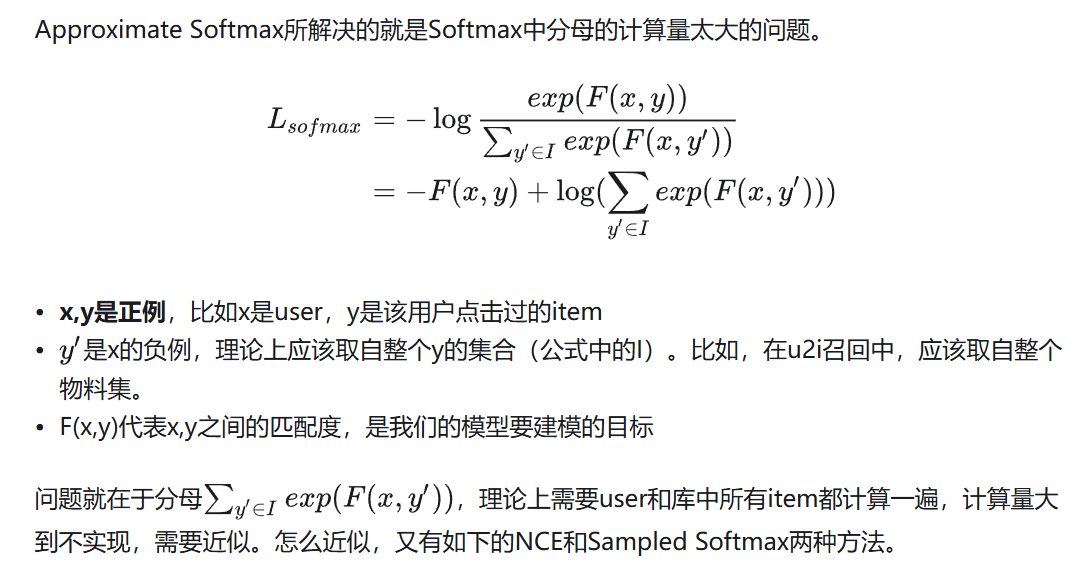 Approximate Softmax所解决的就是Softmax中分母的计算量太大的问题。
L_{sofmax} = -log \frac{exp(F(x,y))}{\sum_{y'∈I} exp(F(x,y'))}
= -F(x,y) + log(\sum_{y'∈I} exp(F(x,y')))
• x,y是正例，比如x是user，y是该用户点击过的item
• y'是x的负例，理论上应该取自整个y的集合（公式中的I）。比如，在u2i召回中，应该取自整个
物料集。
• F(x,y)代表x,y之间的匹配度，是我们的模型要建模的目标
问题就在于分母\sum_{y'∈I} exp(F(x,y'))，理论上需要user和库中所有item都计算一遍，计算量大
到不实现，需要近似。怎么近似，又有如下的NCE和Sampled Softmax两种方法。